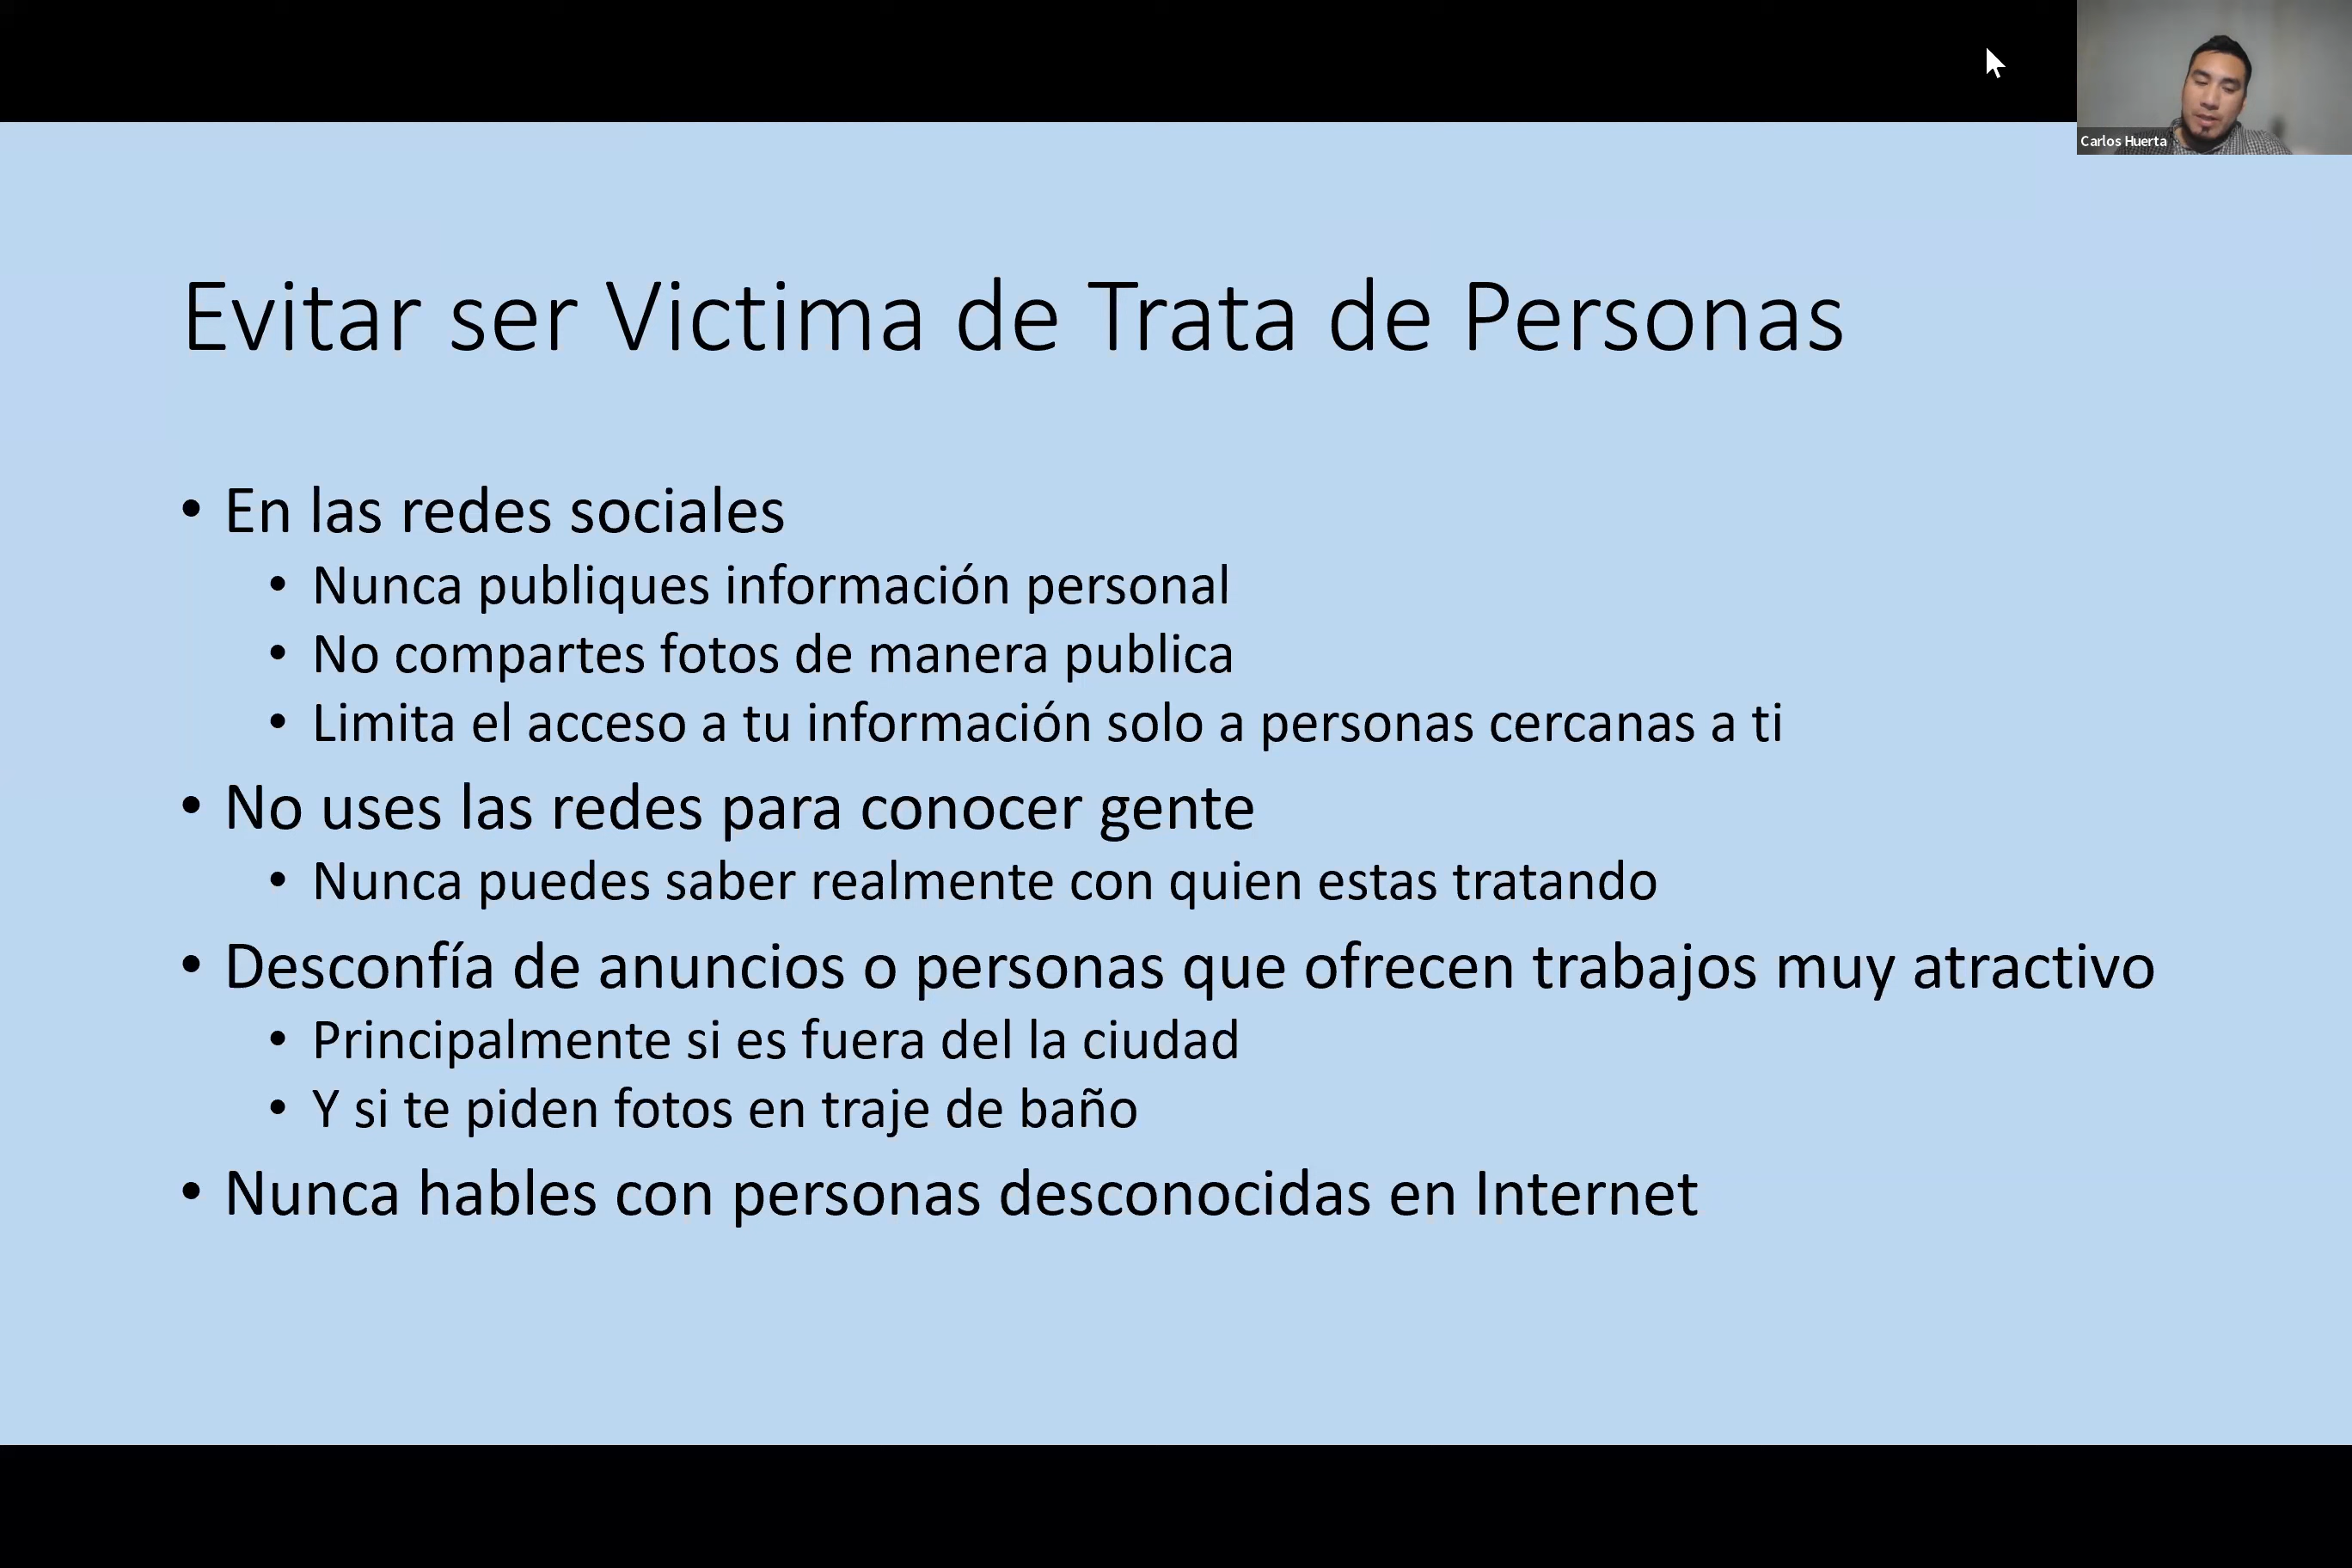 Carlos Huerta
Evitar ser Victima de Trata de Personas
• En las redes sociales
• Nunca publiques información personal
• No compartes fotos de manera publica
• Limita el acceso a tu información solo a personas cercanas a ti
• No uses las redes para conocer gente
• Nunca puedes saber realmente con quien estas tratando
• Desconfía de anuncios o personas que ofrecen trabajos muy atractivo
• Principalmente si es fuera del la ciudad
• Y si te piden fotos en traje de baño
• Nunca hables con personas desconocidas en Internet